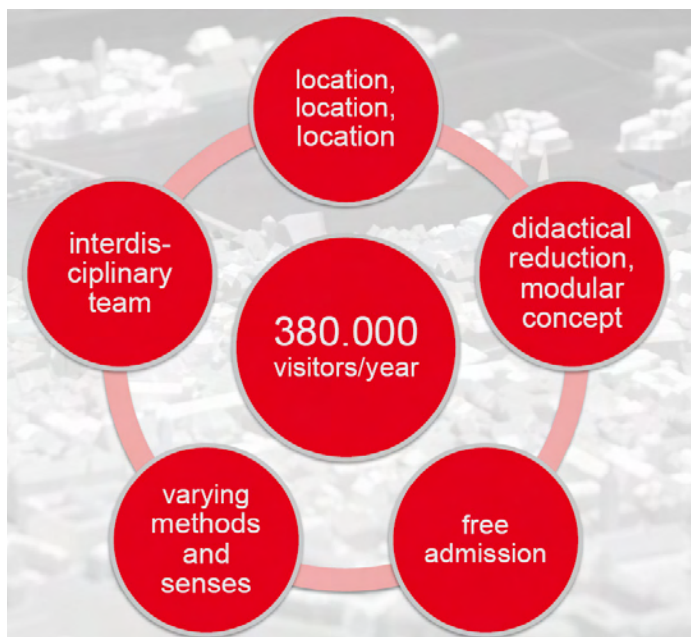 location,
location,
location
didactical
reduction,
modular
concept
free
admission
varying
methods
and
senses
interdis-
ciplinary
team
380.000
visitors/year